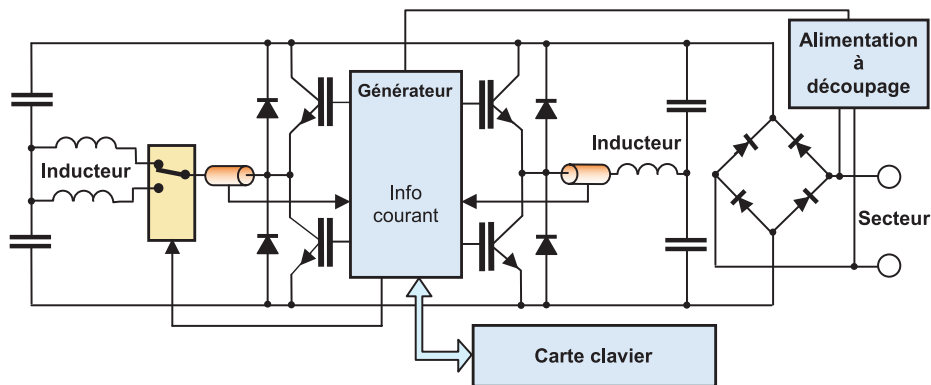 Alimentation
à
découpage
Générateur
Inducteur
Inducteur
Info
courant
Secteur
Carte clavier